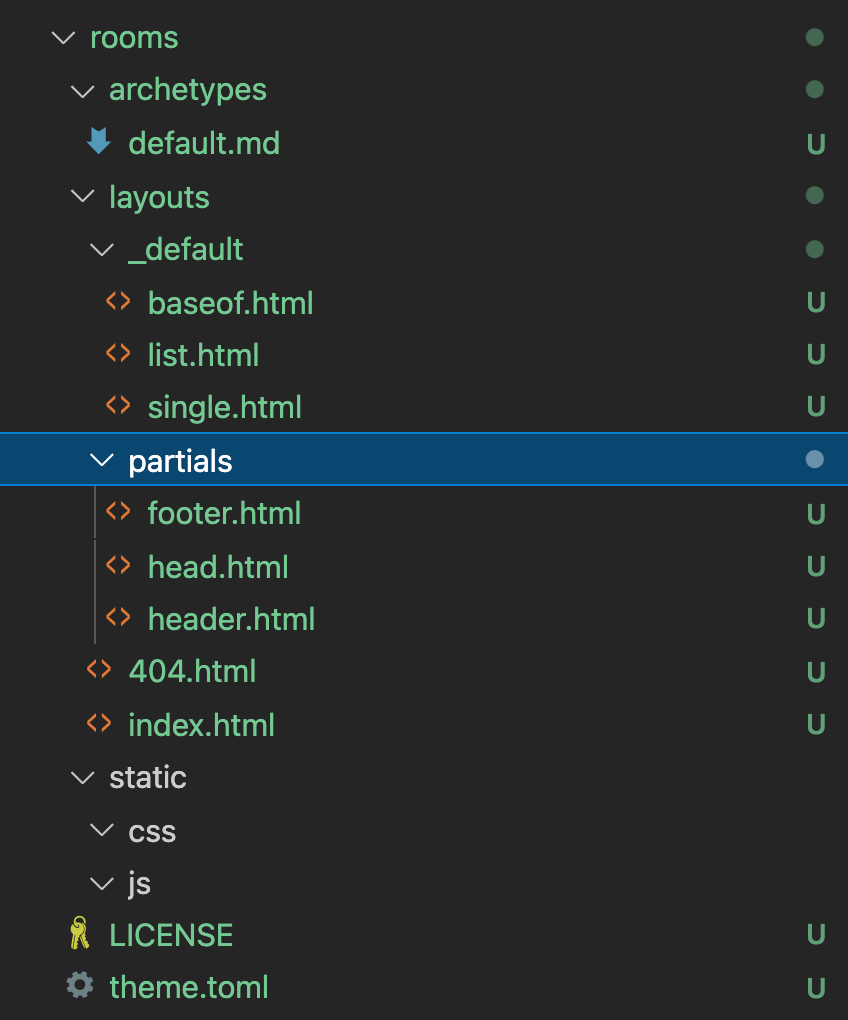 rooms
archetypes
default.md U
layouts
_default
baseof.html U
list.html U
single.html U
partials
footer.html U
head.html U
header.html U
404.html U
index.html U
static
css
js
LICENSE U
theme.toml U